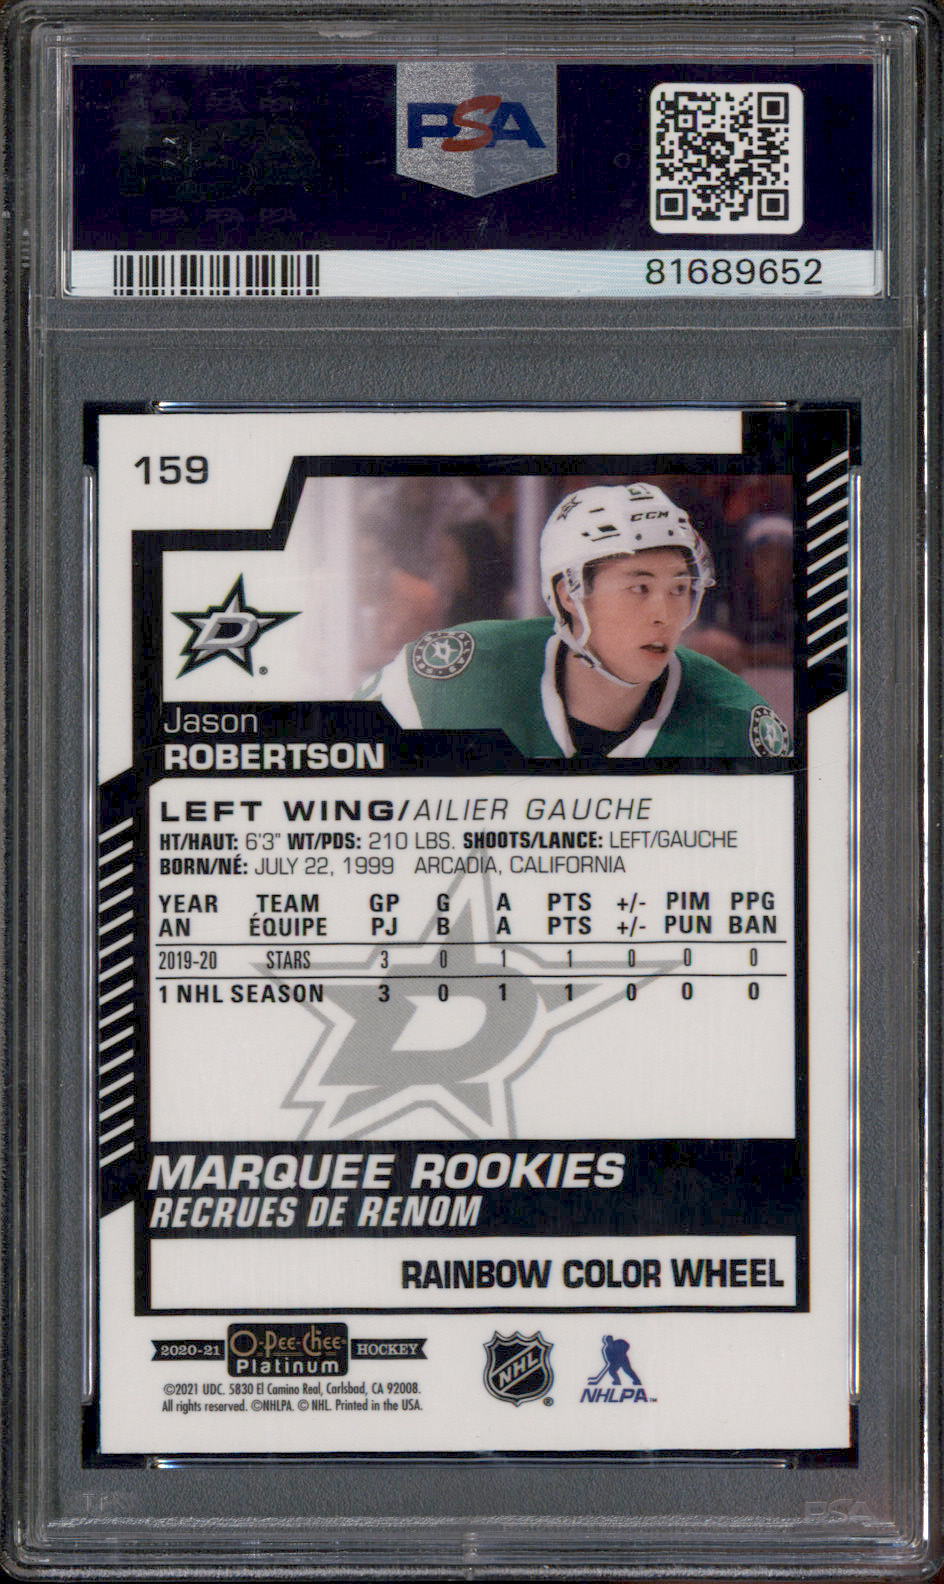 PSA
81689652
159
CCM
Jason
ROBERTSON
LEFT WING/AILIER GAUCHE
HT/HAUT: 6'3" WT/PDS: 210 LBS. SHOOTS/LANCE: LEFT/GAUCHE
BORN/NÉ: JULY 22, 1999 ARCADIA, CALIFORNIA
YEAR TEAM GP G A PTS +/- PIM PPG
AN ÉQUIPE PJ B A PTS +/- PUN BAN
2019-20 STARS 3 0 1 1 0 0 0
1 NHL SEASON 3 0 1 1 0 0 0
MARQUEE ROOKIES
RECRUES DE RENOM
RAINBOW COLOR WHEEL
2020-21 O-Pee-Chee Platinum HOCKEY
NHL ® NHLPA™
©2021 UDC. 5830 El Camino Real, Carlsbad, CA 92008.
All rights reserved. ©NHLPA. © NHL. Printed in the USA.
PSA